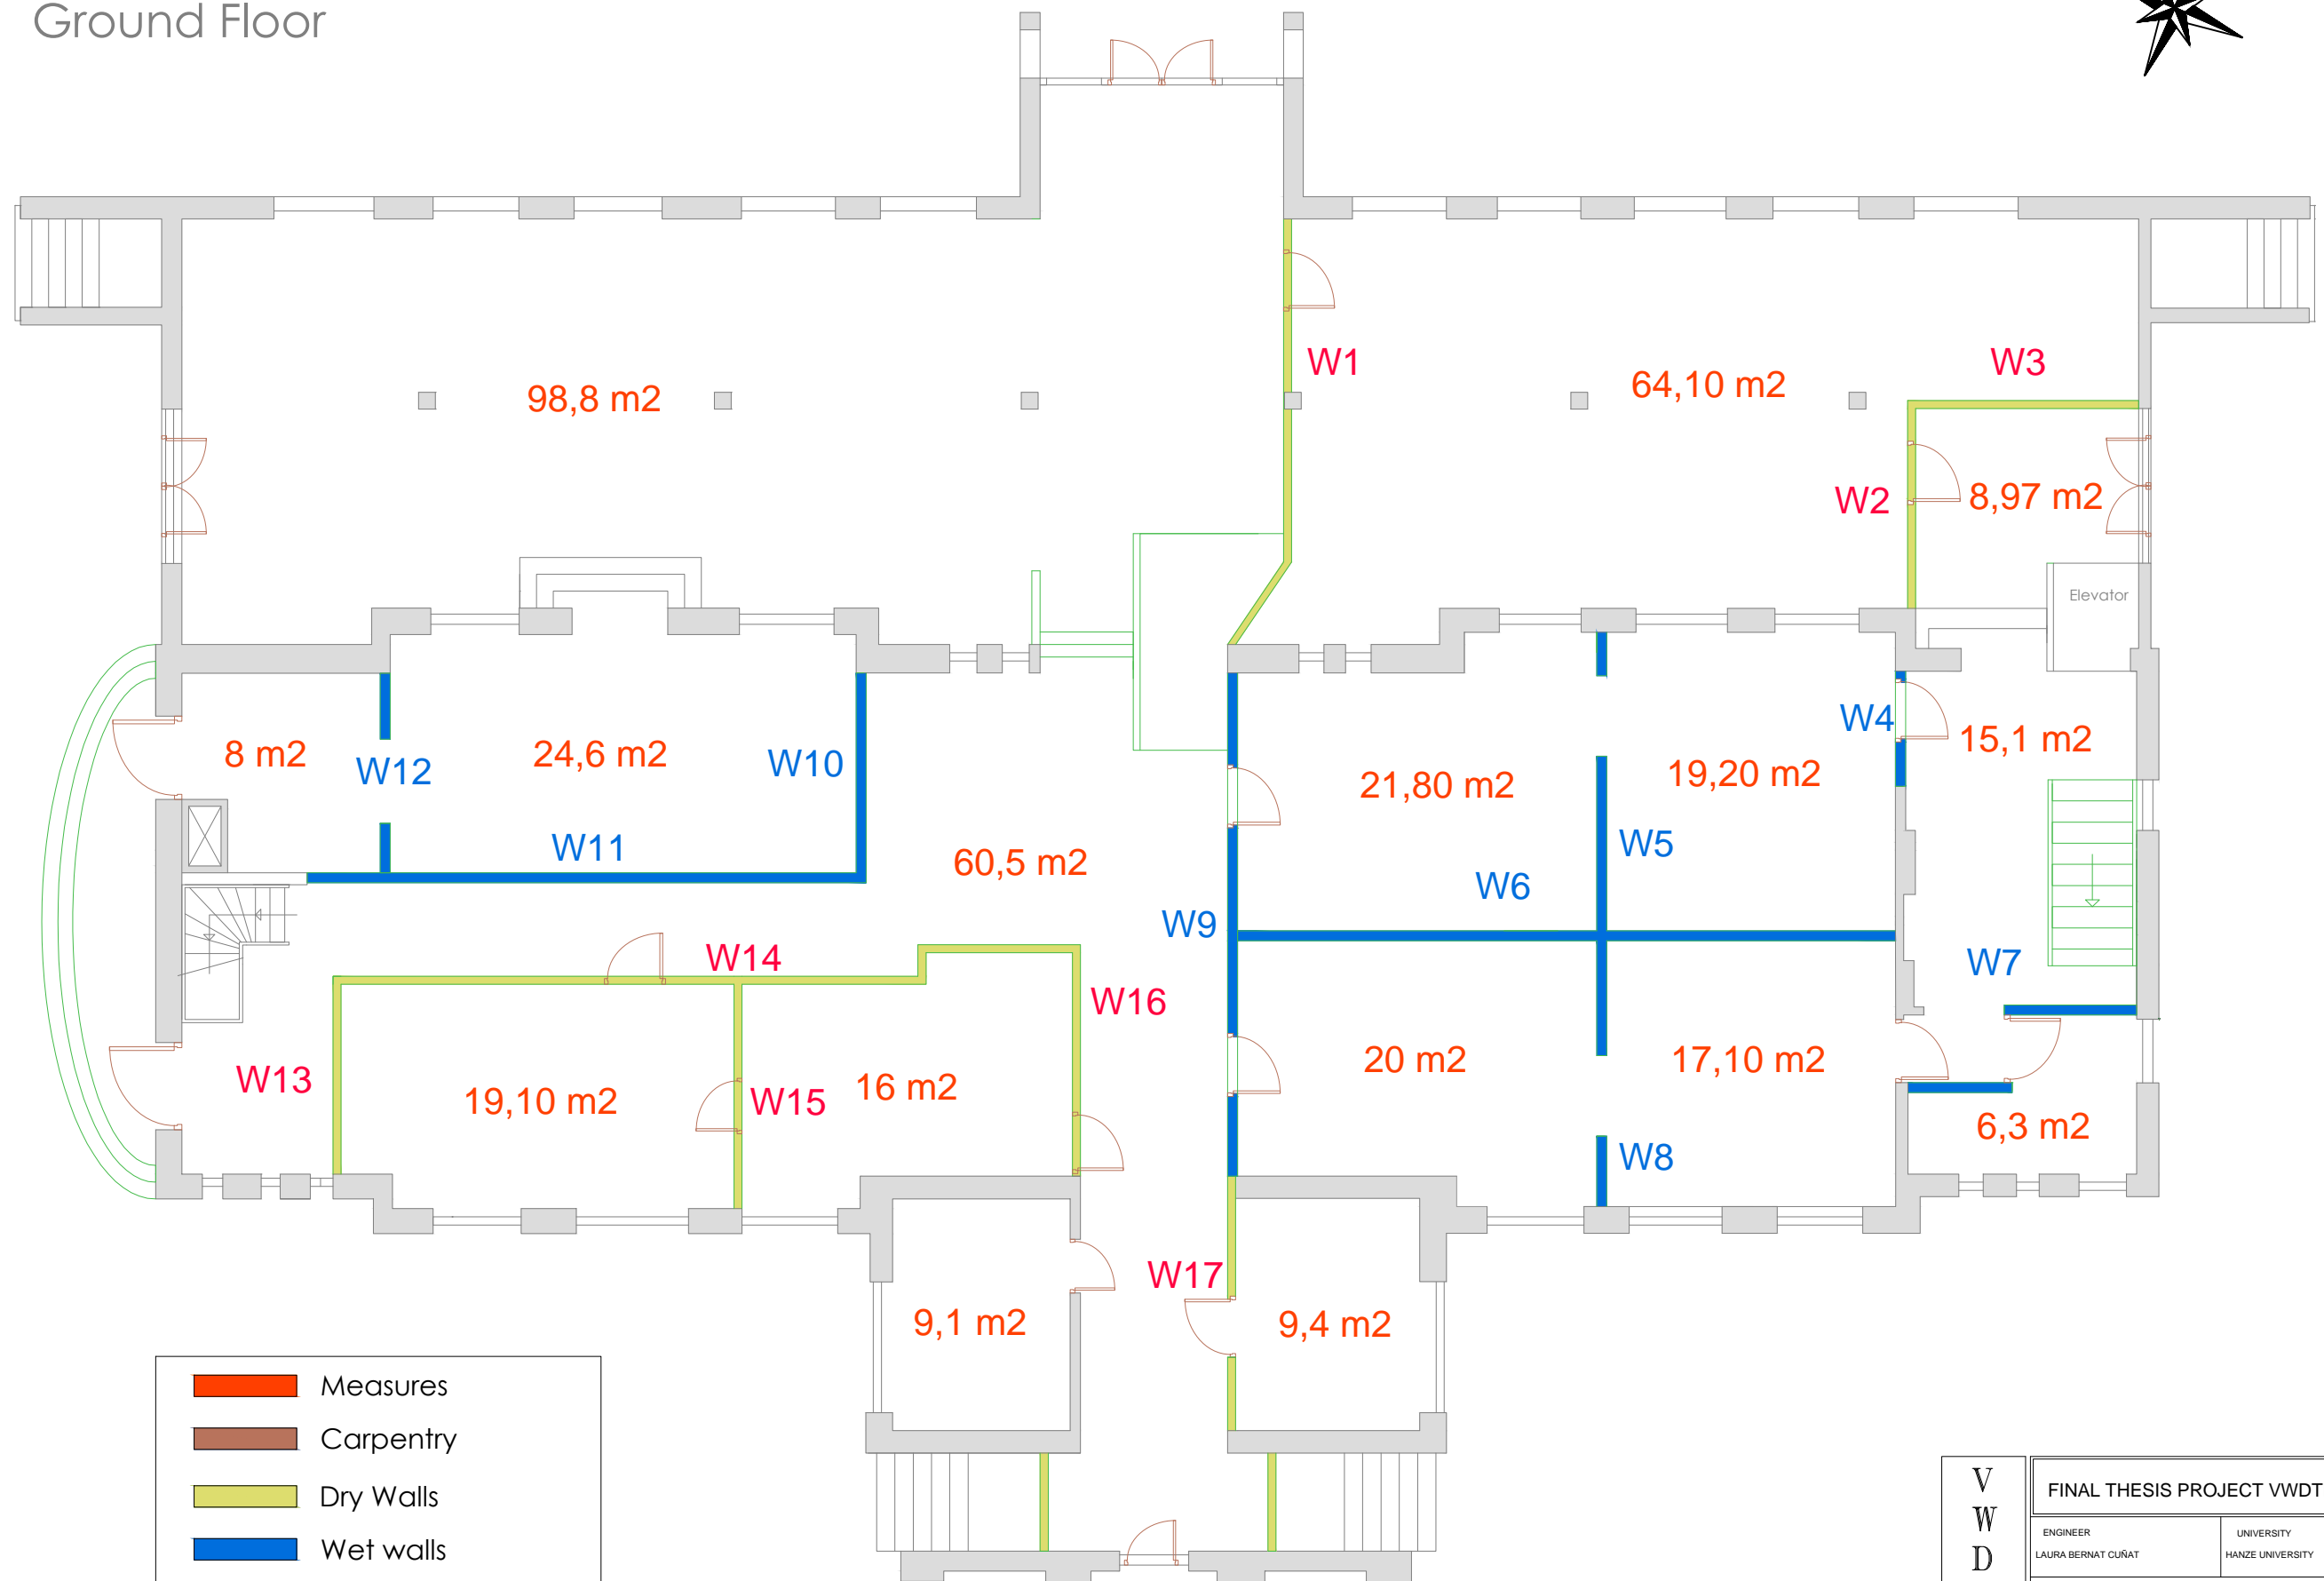 Ground Floor
W1
W3
98,8 m2
64,10 m2
W2
8,97 m2
Elevator
W4
8 m2
24,6 m2
W10
15,1 m2
W12
21,80 m2
19,20 m2
W11
W5
60,5 m2
W6
W9
W14
W7
W16
W13
19,10 m2
W15
16 m2
20 m2
17,10 m2
6,3 m2
W8
W17
9,1 m2
9,4 m2
Measures
Carpentry
Dry Walls
Wet walls
V
W
D
FINAL THESIS PROJECT VWDT
ENGINEER
UNIVERSITY
LAURA BERNAT CUÑAT
HANZE UNIVERSITY